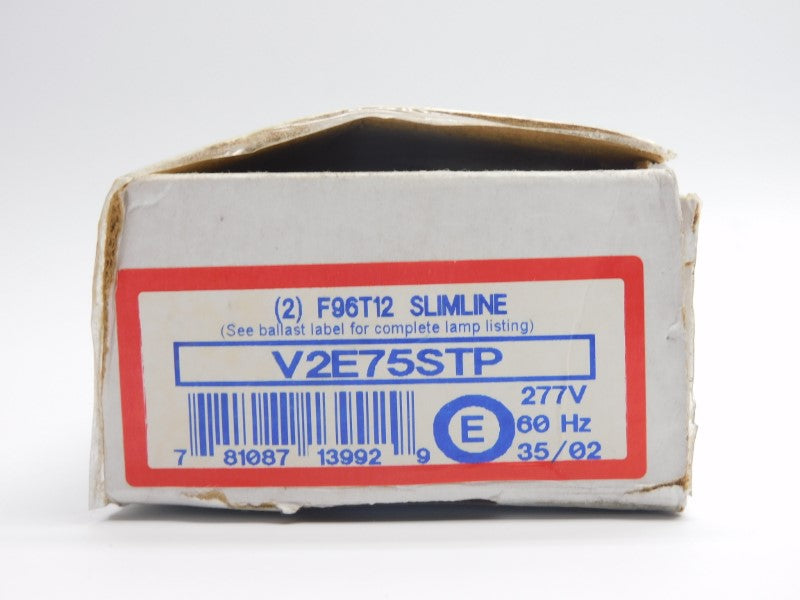 (2) F96T12 SLIMLINE
(See ballast label for complete lamp listing)
V2E75STP
277V
E
60 Hz
7 81087 13992 9
35/02